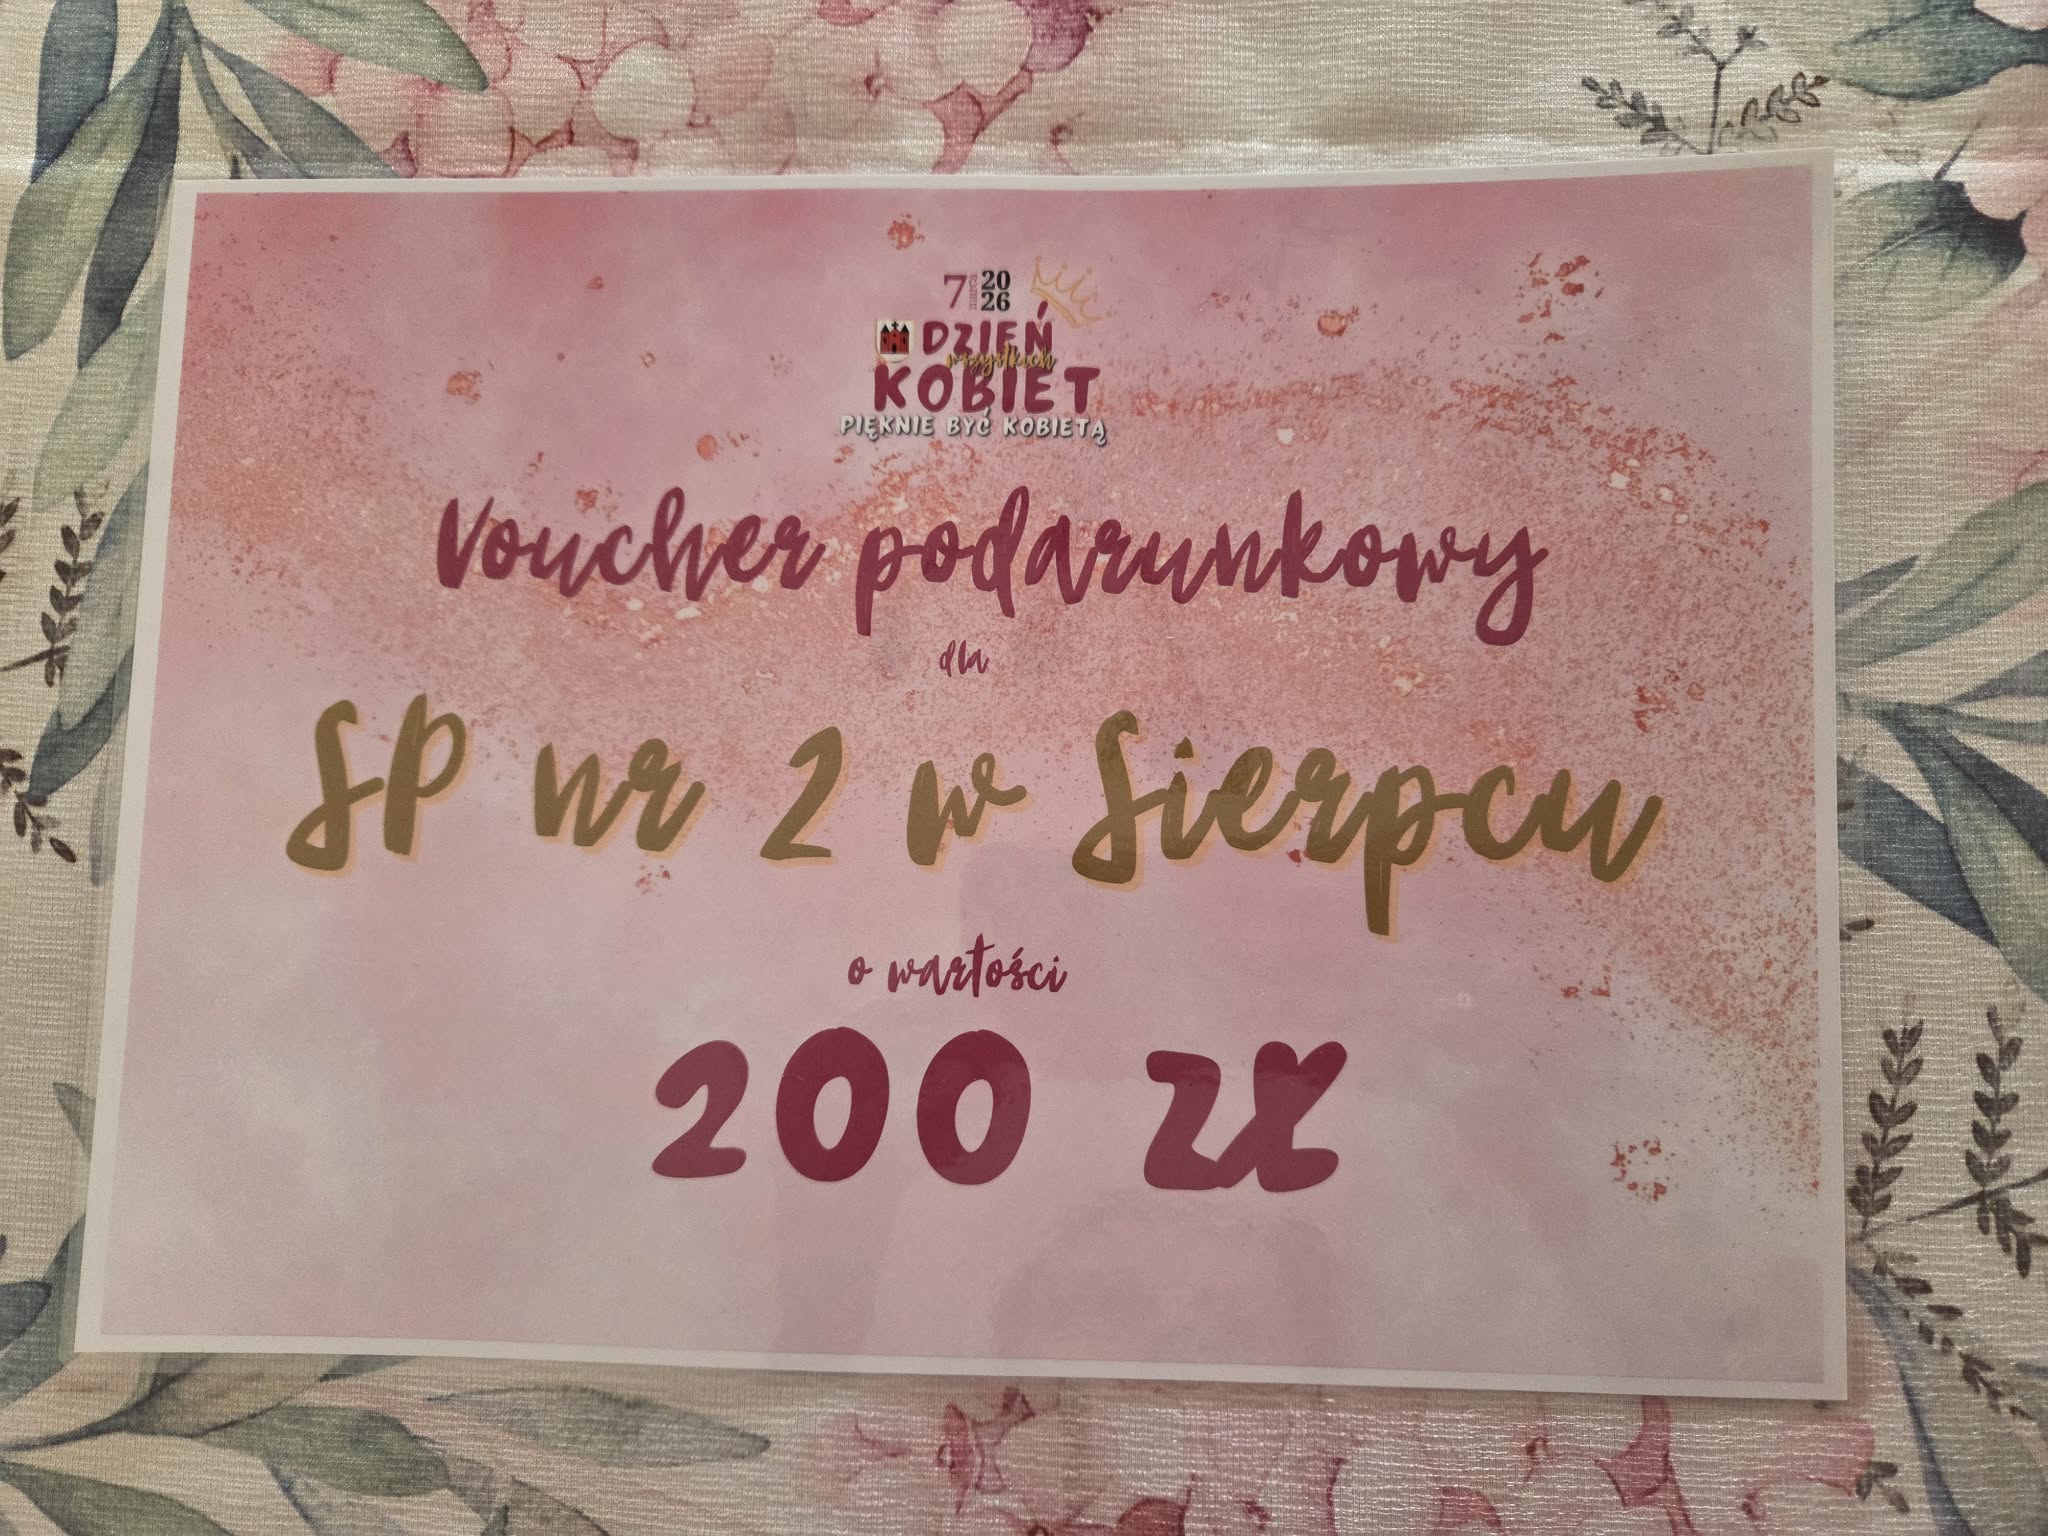 7 marca 20
26
DZIEŃ
wszystkich
KOBIET
PIĘKNIE BYĆ KOBIETĄ
Voucher podarunkowy
dla
SP nr 2 w Sierpcu
o wartości
200 zł